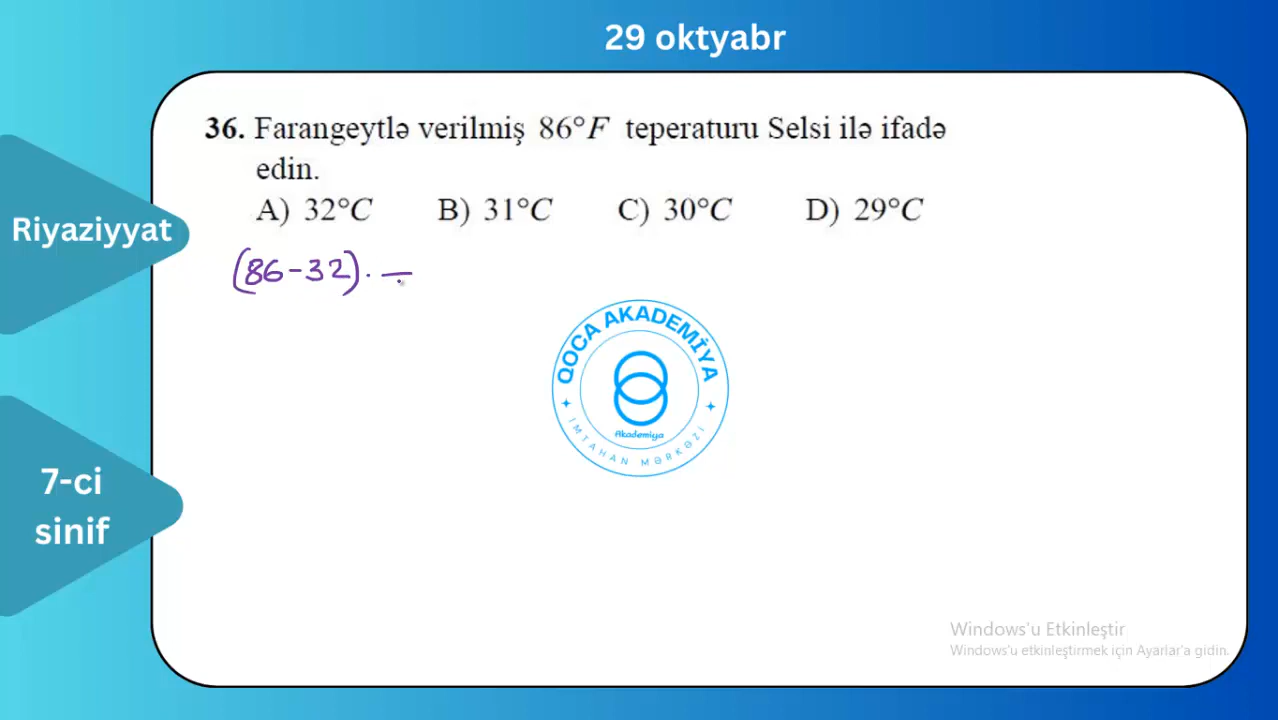 29 oktyabr
36. Farangeytlə verilmiş 86°F teperaturu Selsi ilə ifadə
edin.
A) 32°C B) 31°C C) 30°C D) 29°C
Riyaziyyat
(86-32). —
QOCA AKADEMİYA
Akademiya
İMTAHAN MƏRKƏZİ
7-ci
sinif
Windows'u Etkinleştir
Windows'u etkinleştirmek için Ayarlar'a gidin.